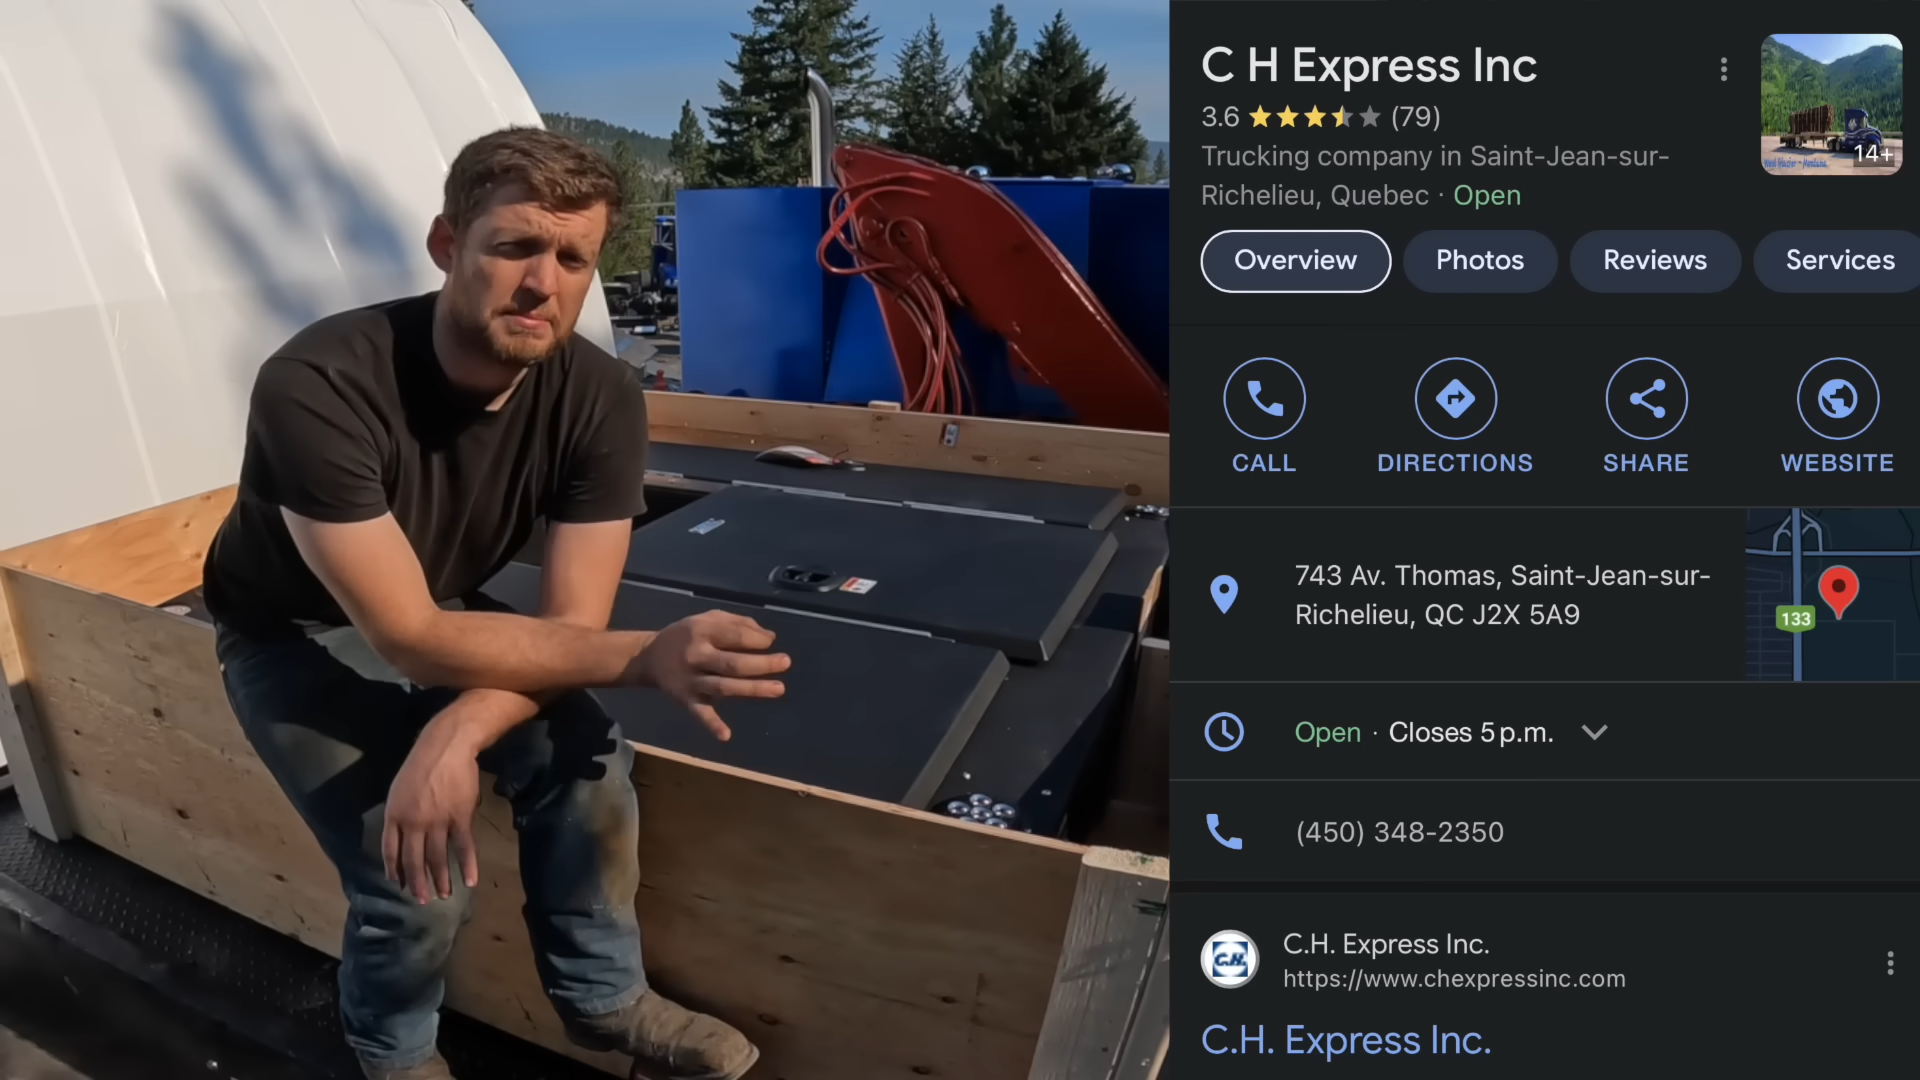 C H Express Inc
3.6 (79)
Trucking company in Saint-Jean-sur-
Richelieu, Quebec · Open
14+
Overview
Photos
Reviews
Services
CALL
DIRECTIONS
SHARE
WEBSITE
743 Av. Thomas, Saint-Jean-sur-
Richelieu, QC J2X 5A9
133
Open · Closes 5 p.m.
(450) 348-2350
C.H.
C.H. Express Inc.
https://www.chexpressinc.com
C.H. Express Inc.